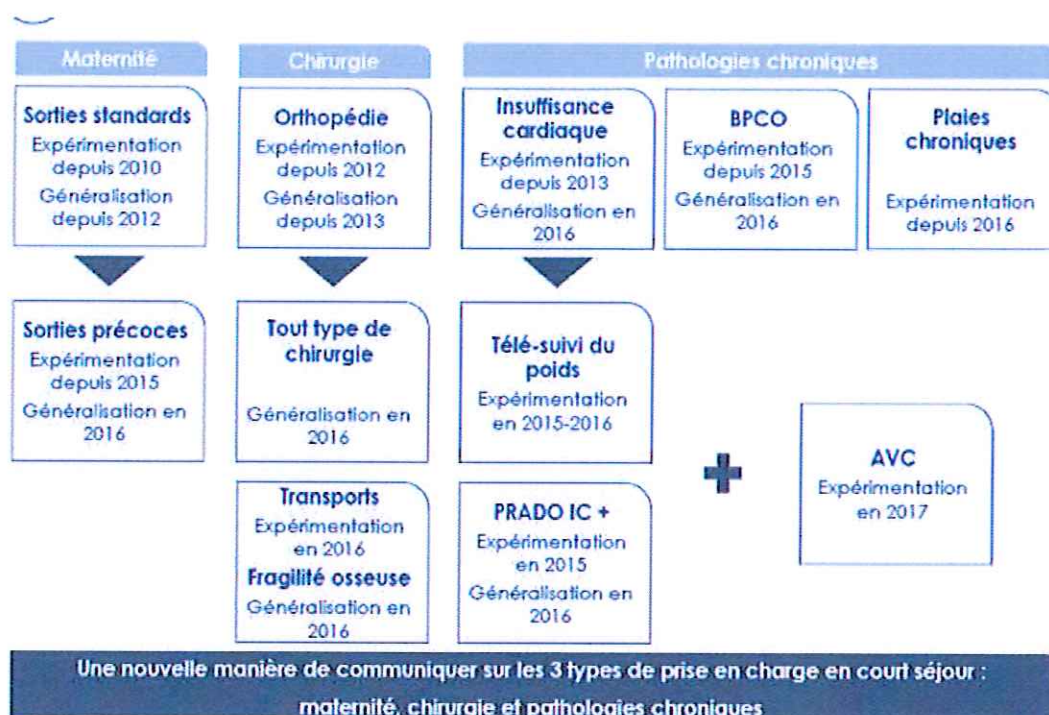 Maternité
Chirurgie
Pathologies chroniques
Sorties standards
Expérimentation
depuis 2010
Généralisation
depuis 2012
Orthopédie
Expérimentation
depuis 2012
Généralisation
depuis 2013
Insuffisance
cardiaque
Expérimentation
depuis 2013
Généralisation en
2016
BPCO
Expérimentation
depuis 2015
Généralisation en
2016
Plaies
chroniques
Expérimentation
depuis 2016
Sorties précoces
Expérimentation
depuis 2015
Généralisation en
2016
Tout type de
chirurgie
Généralisation en
2016
Télé-suivi du
poids
Expérimentation
en 2015-2016
Transports
Expérimentation
en 2016
Fragilité osseuse
Généralisation en
2016
PRADO IC +
Expérimentation
en 2015
Généralisation en
2016
AVC
Expérimentation
en 2017
Une nouvelle manière de communiquer sur les 3 types de prise en charge en court séjour :
maternité, chirurgie et pathologies chroniques